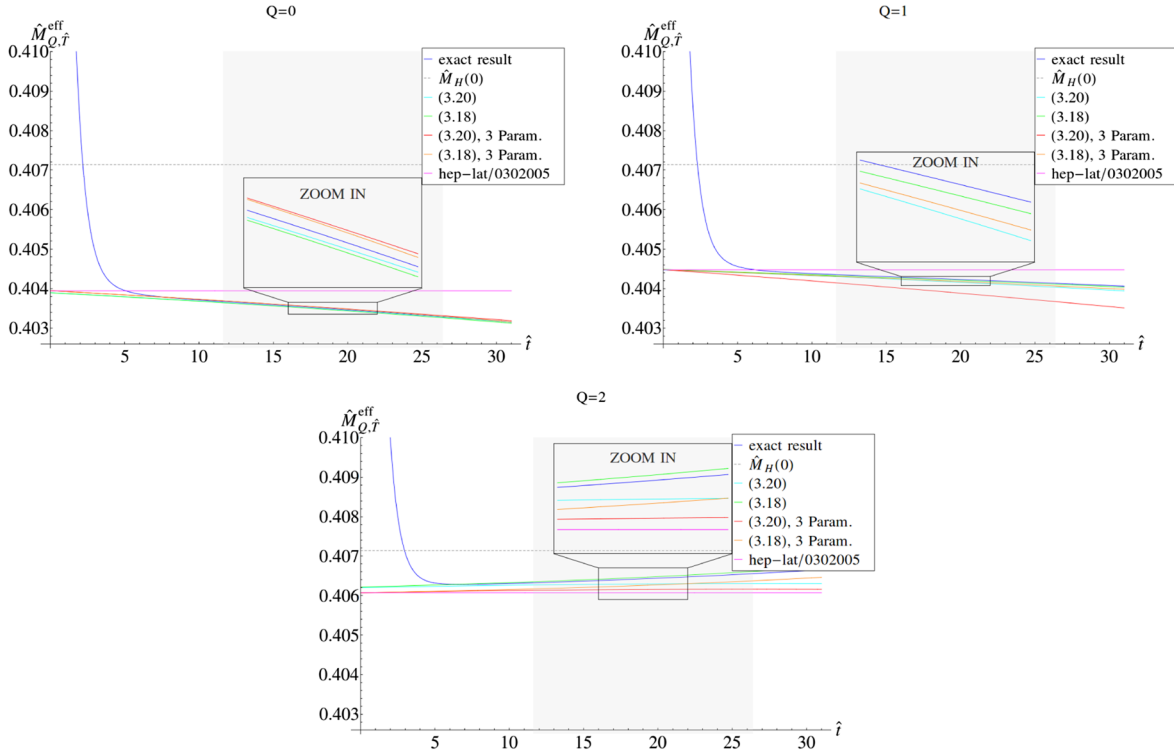 Q=0
M̂^eff_Q,T̂
0.410
0.409
0.408
0.407
0.406
0.405
0.404
0.403
exact result
M̂_H(0)
(3.20)
(3.18)
(3.20), 3 Param.
(3.18), 3 Param.
hep-lat/0302005
ZOOM IN
5 10 15 20 25 30 t̂
Q=1
M̂^eff_Q,T̂
0.410
0.409
0.408
0.407
0.406
0.405
0.404
0.403
exact result
M̂_H(0)
(3.20)
(3.18)
(3.20), 3 Param.
(3.18), 3 Param.
hep-lat/0302005
ZOOM IN
5 10 15 20 25 30 t̂
Q=2
M̂^eff_Q,T̂
0.410
0.409
0.408
0.407
0.406
0.405
0.404
0.403
ZOOM IN
exact result
M̂_H(0)
(3.20)
(3.18)
(3.20), 3 Param.
(3.18), 3 Param.
hep-lat/0302005
5 10 15 20 25 30 t̂